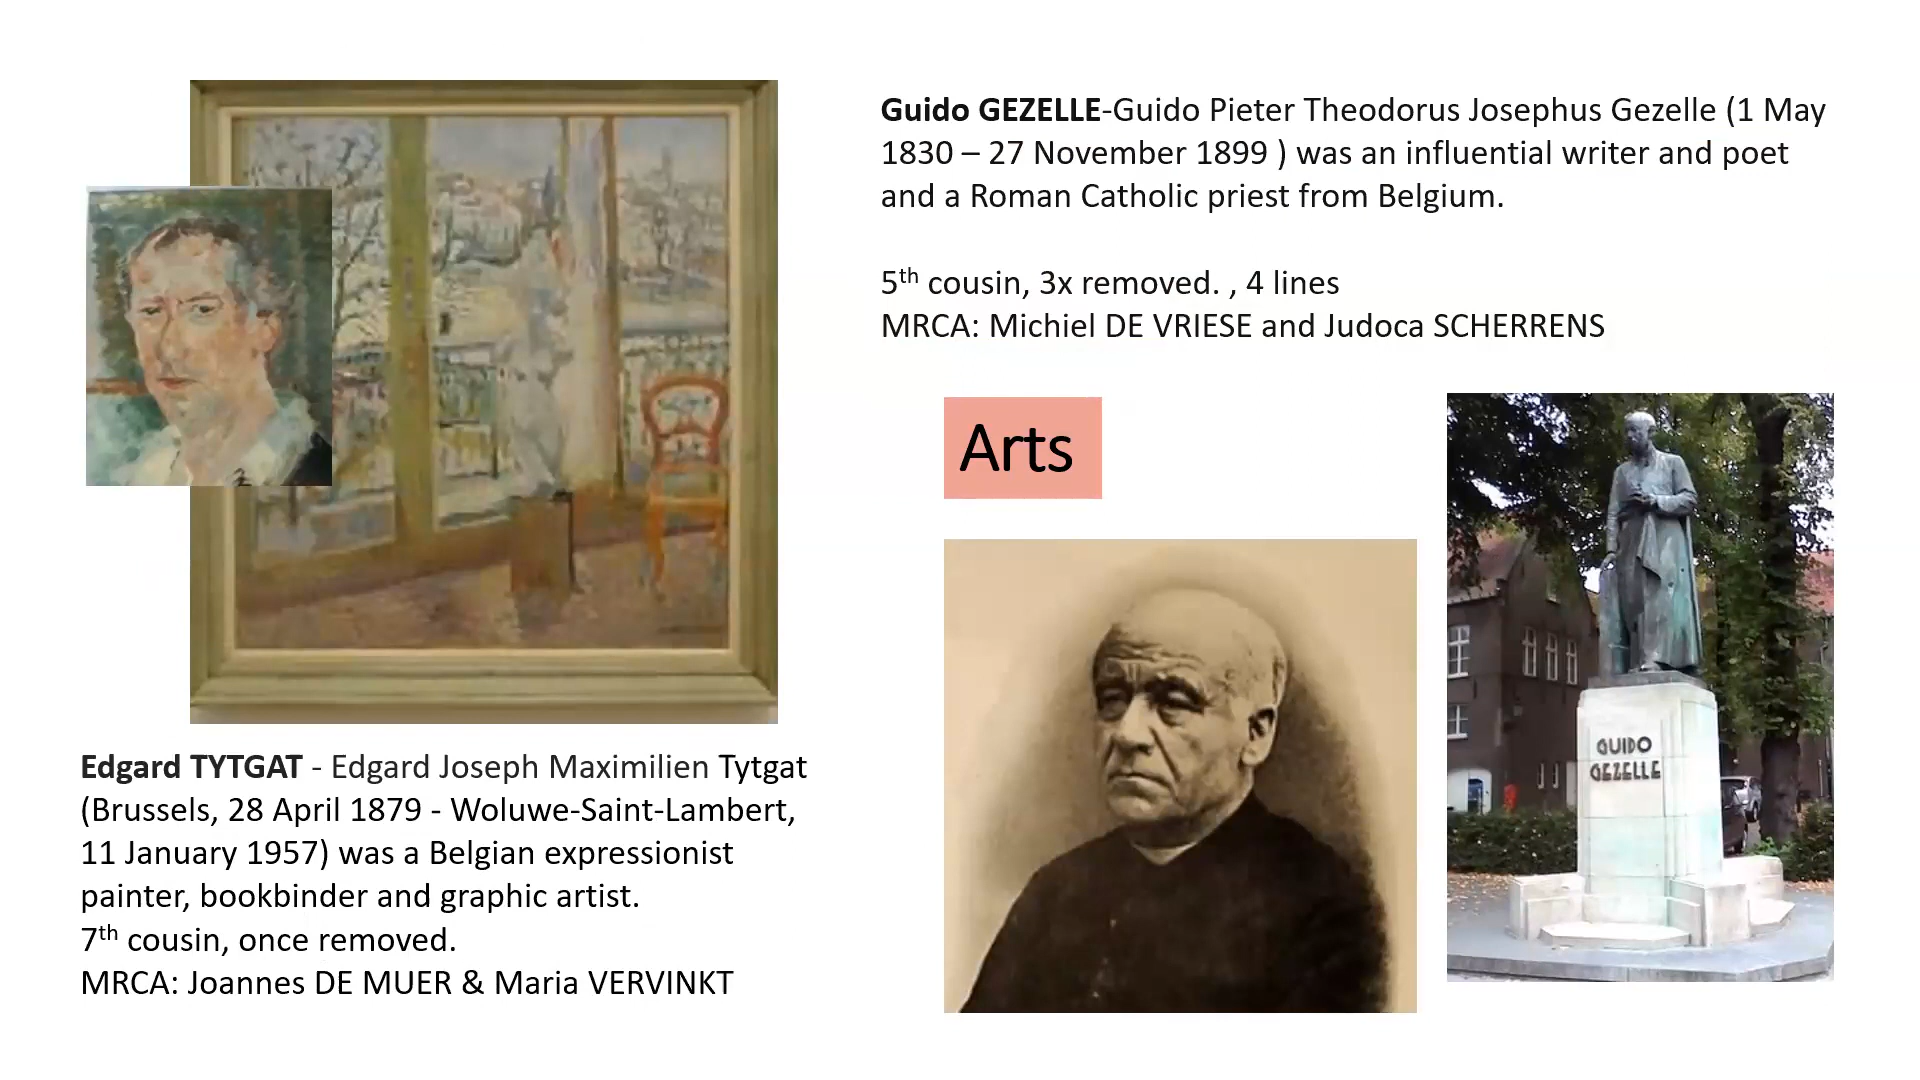 Guido GEZELLE-Guido Pieter Theodorus Josephus Gezelle (1 May
1830 – 27 November 1899 ) was an influential writer and poet
and a Roman Catholic priest from Belgium.
5th cousin, 3x removed. , 4 lines
MRCA: Michiel DE VRIESE and Judoca SCHERRENS
Arts
GUIDO
GEZELLE
Edgard TYTGAT - Edgard Joseph Maximilien Tytgat
(Brussels, 28 April 1879 - Woluwe-Saint-Lambert,
11 January 1957) was a Belgian expressionist
painter, bookbinder and graphic artist.
7th cousin, once removed.
MRCA: Joannes DE MUER & Maria VERVINKT